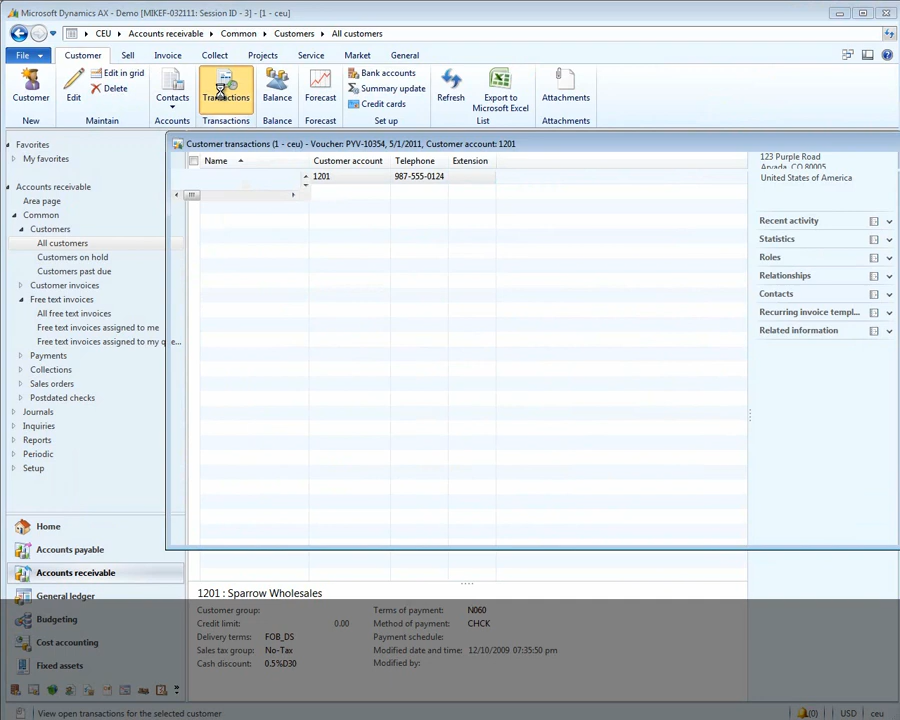 Microsoft Dynamics AX - Demo [MIKEF-032111: Session ID - 3] - [1 - ceu]
CEU Accounts receivable Common Customers All customers
File Customer Sell Invoice Collect Projects Service Market General
Customer
New
Edit
Edit in grid
Delete
Maintain
Contacts
Accounts
Transactions
Transactions
Balance
Balance
Forecast
Forecast
Bank accounts
Summary update
Credit cards
Set up
Refresh
Export to
Microsoft Excel
List
Attachments
Attachments
Favorites
My favorites
Accounts receivable
Area page
Common
Customers
All customers
Customers on hold
Customers past due
Customer invoices
Free text invoices
All free text invoices
Free text invoices assigned to me
Free text invoices assigned to my que...
Payments
Collections
Sales orders
Postdated checks
Journals
Inquiries
Reports
Periodic
Setup
Home
Accounts payable
Accounts receivable
General ledger
Budgeting
Cost accounting
Fixed assets
Customer transactions (1 - ceu) - Voucher: PYV-10354, 5/1/2011, Customer account: 1201
Name Customer account Telephone Extension
1201 987-555-0124
123 Purple Road
Arvada, CO 80005
United States of America
Recent activity
Statistics
Roles
Relationships
Contacts
Recurring invoice templ...
Related information
1201 : Sparrow Wholesales
Customer group:
Credit limit: 0.00
Delivery terms: FOB_DS
Sales tax group: No-Tax
Cash discount: 0.5%D30
Terms of payment: N060
Method of payment: CHCK
Payment schedule:
Modified date and time: 12/10/2009 07:35:50 pm
Modified by:
View open transactions for the selected customer
(0) USD ceu